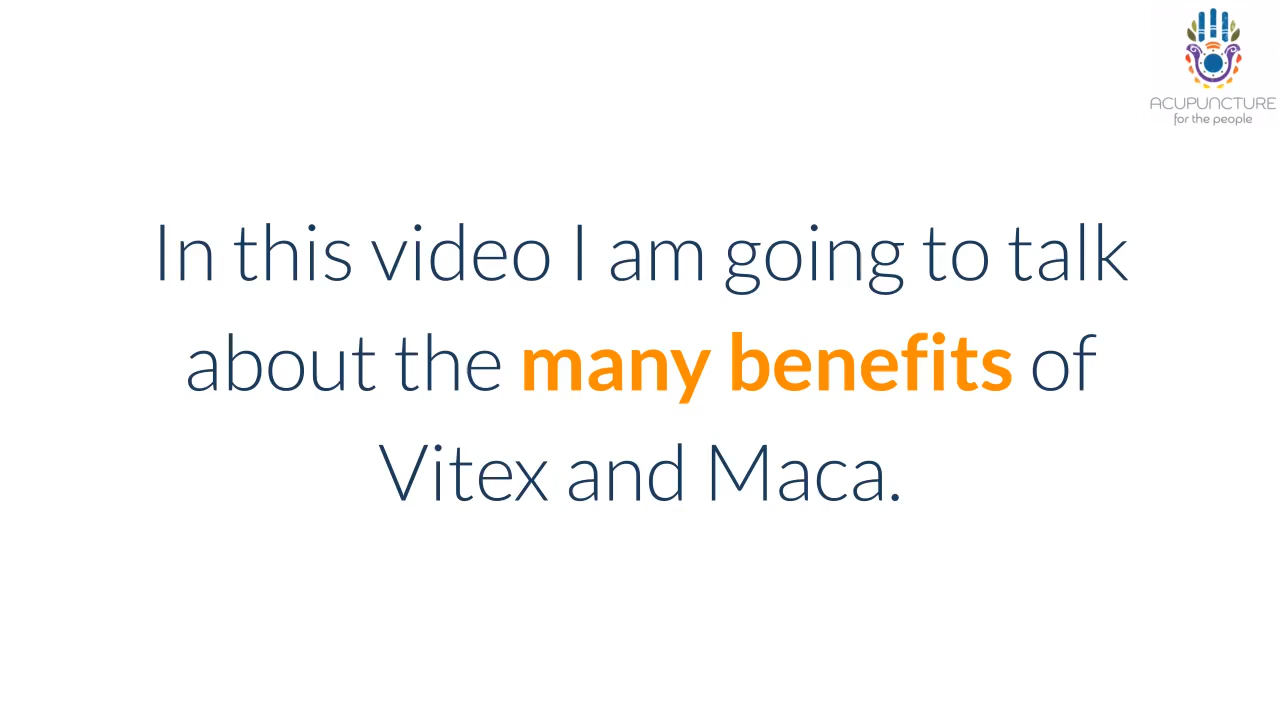 ACUPUNCTURE
for the people
In this video I am going to talk
about the many benefits of
Vitex and Maca.